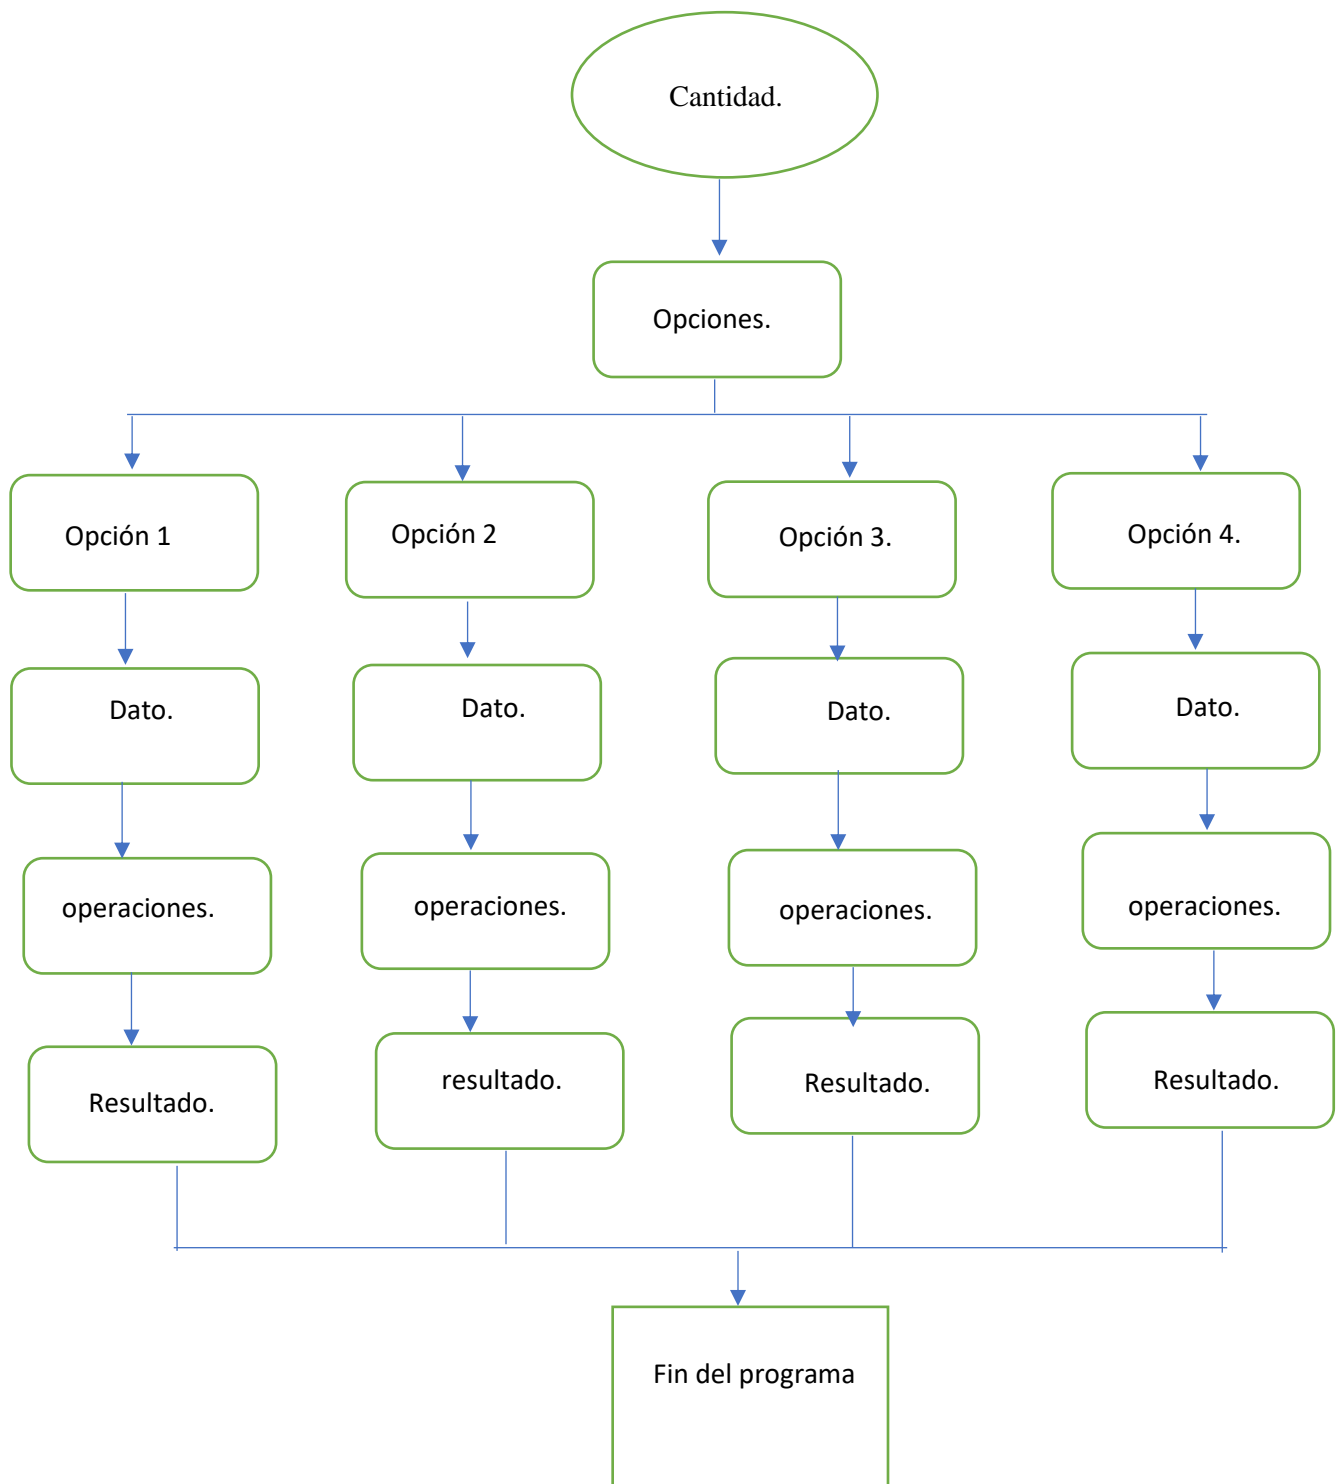 Cantidad.
Opciones.
Opción 1
Opción 2
Opción 3.
Opción 4.
Dato.
Dato.
Dato.
Dato.
operaciones.
operaciones.
operaciones.
operaciones.
Resultado.
resultado.
Resultado.
Resultado.
Fin del programa